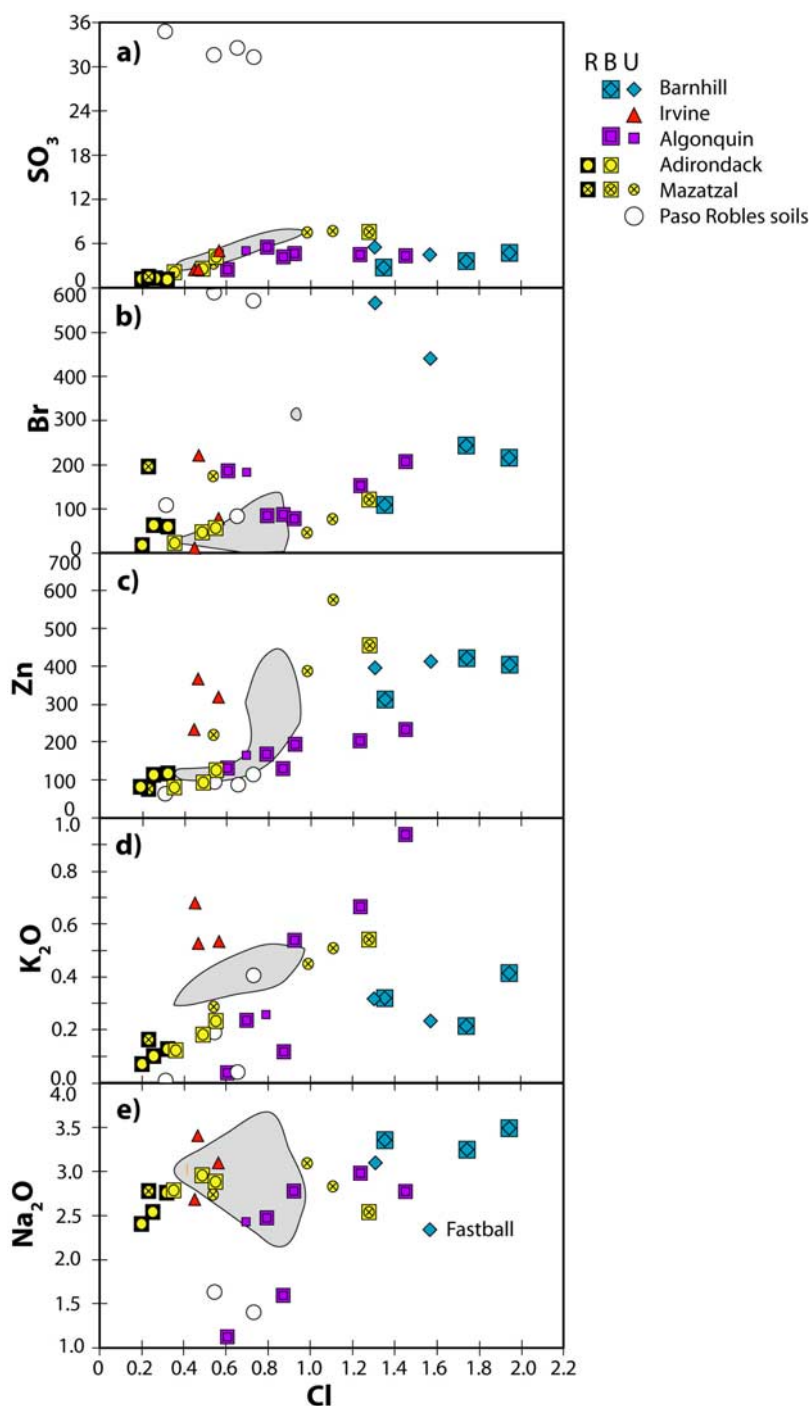 36
30
24
18
12
6
0
a)
SO3
R B U
Barnhill
Irvine
Algonquin
Adirondack
Mazatzal
Paso Robles soils
600
500
400
300
200
100
0
b)
Br
700
600
500
400
300
200
100
0
c)
Zn
1.0
0.8
0.6
0.4
0.2
0.0
d)
K2O
4.0
3.5
3.0
2.5
2.0
1.5
1.0
e)
Na2O
Fastball
0 0.2 0.4 0.6 0.8 1.0 1.2 1.4 1.6 1.8 2.0 2.2
Cl